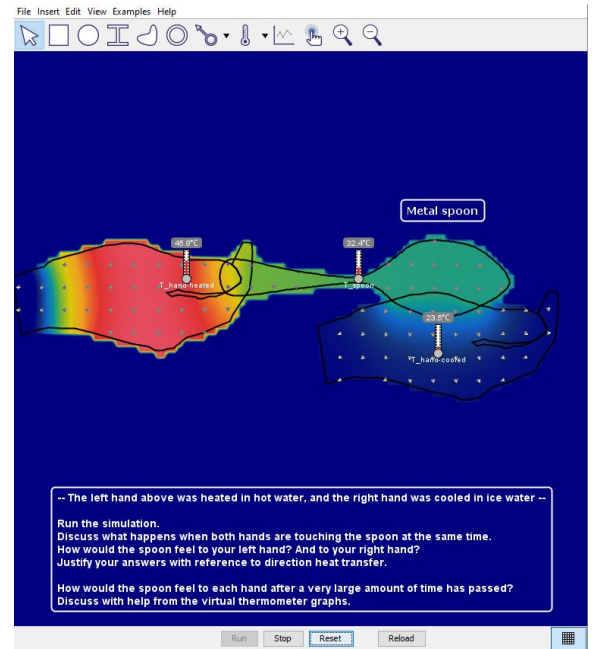 File Insert Edit View Examples Help
Metal spoon
45.8°C
32.4°C
T_hand-heated
T_spoon
23.5°C
T_hand-cooled
-- The left hand above was heated in hot water, and the right hand was cooled in ice water --
Run the simulation.
Discuss what happens when both hands are touching the spoon at the same time.
How would the spoon feel to your left hand? And to your right hand?
Justify your answers with reference to direction heat transfer.
How would the spoon feel to each hand after a very large amount of time has passed?
Discuss with help from the virtual thermometer graphs.
Run Stop Reset Reload